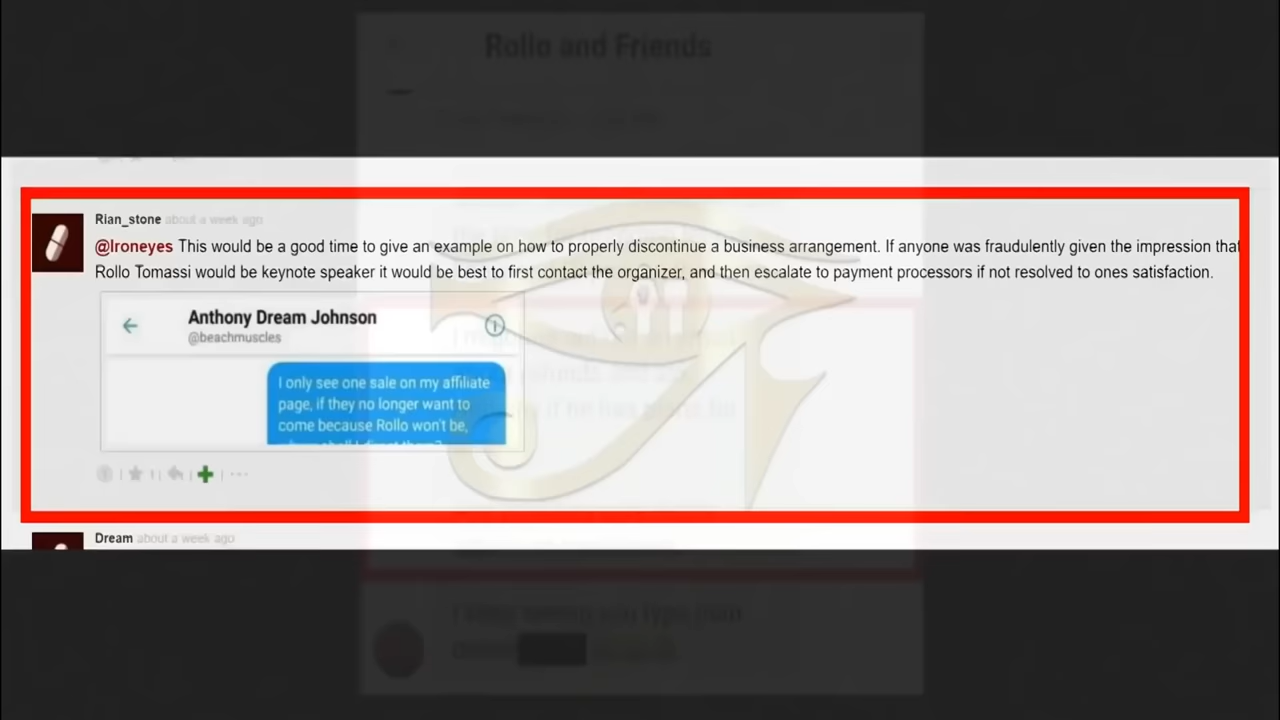 Rollo and Friends
Rian_stone about a week ago
@Ironeyes This would be a good time to give an example on how to properly discontinue a business arrangement. If anyone was fraudulently given the impression that
Rollo Tomassi would be keynote speaker it would be best to first contact the organizer, and then escalate to payment processors if not resolved to ones satisfaction.
Anthony Dream Johnson
@beachmuscles
I only see one sale on my affiliate
page, if they no longer want to
come because Rollo won't be,
Dream about a week ago